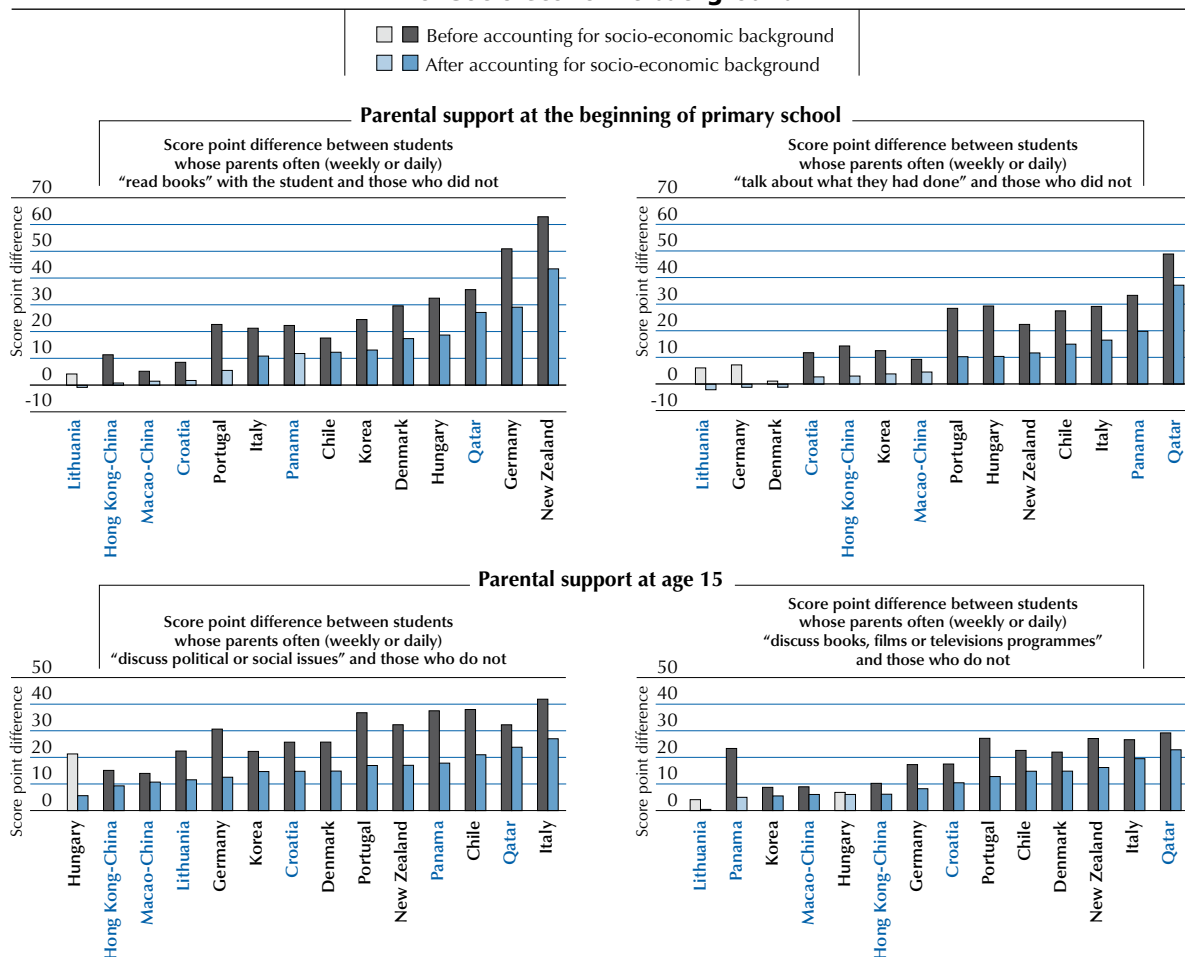 Before accounting for socio-economic background
After accounting for socio-economic background
Parental support at the beginning of primary school
Score point difference between students
whose parents often (weekly or daily)
“read books” with the student and those who did not
Score point difference
70
60
50
40
30
20
10
0
-10
Lithuania
Hong Kong-China
Macao-China
Croatia
Portugal
Italy
Panama
Chile
Korea
Denmark
Hungary
Qatar
Germany
New Zealand
Score point difference between students
whose parents often (weekly or daily)
“talk about what they had done” and those who did not
Score point difference
70
60
50
40
30
20
10
0
-10
Lithuania
Germany
Denmark
Croatia
Hong Kong-China
Korea
Macao-China
Portugal
Hungary
New Zealand
Chile
Italy
Panama
Qatar
Parental support at age 15
Score point difference between students
whose parents often (weekly or daily)
“discuss political or social issues” and those who do not
Score point difference
50
40
30
20
10
0
Hungary
Hong Kong-China
Macao-China
Lithuania
Germany
Korea
Croatia
Denmark
Portugal
New Zealand
Panama
Chile
Qatar
Italy
Score point difference between students
whose parents often (weekly or daily)
“discuss books, films or televisions programmes”
and those who do not
Score point difference
50
40
30
20
10
0
Lithuania
Panama
Korea
Macao-China
Hungary
Hong Kong-China
Germany
Croatia
Portugal
Chile
Denmark
New Zealand
Italy
Qatar